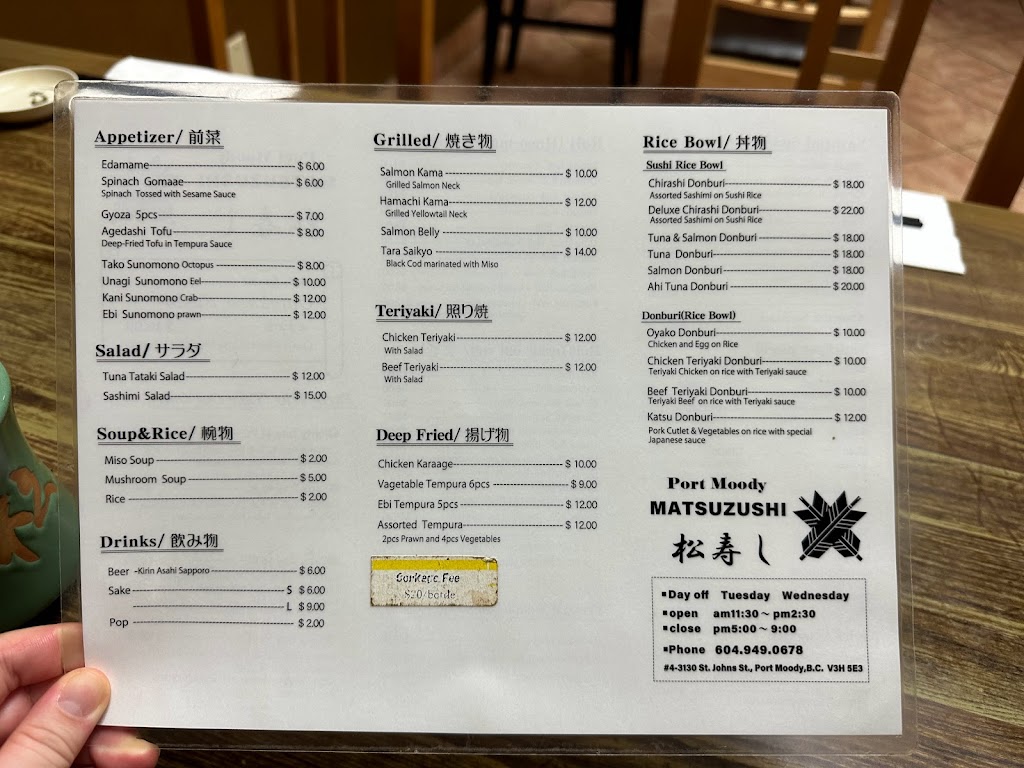 Appetizer/ 前菜
Edamame $ 6.00
Spinach Gomaae $ 6.00
Spinach Tossed with Sesame Sauce
Gyoza 5pcs $ 7.00
Agedashi Tofu $ 8.00
Deep-Fried Tofu in Tempura Sauce
Tako Sunomono Octopus $ 8.00
Unagi Sunomono Eel $ 10.00
Kani Sunomono Crab $ 12.00
Ebi Sunomono prawn $ 12.00
Salad/ サラダ
Tuna Tataki Salad $ 12.00
Sashimi Salad $ 15.00
Soup&Rice/ 椀物
Miso Soup $ 2.00
Mushroom Soup $ 5.00
Rice $ 2.00
Drinks/ 飲み物
Beer -Kirin Asahi Sapporo $ 6.00
Sake S $ 6.00
L $ 9.00
Pop $ 2.00
Grilled/ 焼き物
Salmon Kama $ 10.00
Grilled Salmon Neck
Hamachi Kama $ 12.00
Grilled Yellowtail Neck
Salmon Belly $ 10.00
Tara Saikyo $ 14.00
Black Cod marinated with Miso
Teriyaki/ 照り焼
Chicken Teriyaki $ 12.00
With Salad
Beef Teriyaki $ 12.00
With Salad
Deep Fried/ 揚げ物
Chicken Karaage $ 10.00
Vagetable Tempura 6pcs $ 9.00
Ebi Tempura 5pcs $ 12.00
Assorted Tempura $ 12.00
2pcs Prawn and 4pcs Vegetables
Fee
Rice Bowl/ 丼物
Sushi Rice Bowl
Chirashi Donburi $ 18.00
Assorted Sashimi on Sushi Rice
Deluxe Chirashi Donburi $ 22.00
Assorted Sashimi on Sushi Rice
Tuna & Salmon Donburi $ 18.00
Tuna Donburi $ 18.00
Salmon Donburi $ 18.00
Ahi Tuna Donburi $ 20.00
Donburi(Rice Bowl)
Oyako Donburi $ 10.00
Chicken and Egg on Rice
Chicken Teriyaki Donburi $ 10.00
Teriyaki Chicken on rice with Teriyaki sauce
Beef Teriyaki Donburi $ 10.00
Teriyaki Beef on rice with Teriyaki sauce
Katsu Donburi $ 12.00
Pork Cutlet & Vegetables on rice with special
Japanese sauce
Port Moody
MATSUZUSHI
松寿し
▪Day off Tuesday Wednesday
▪open am11:30～pm2:30
▪close pm5:00～9:00
▪Phone 604.949.0678
#4-3130 St. Johns St., Port Moody,B.C. V3H 5E3